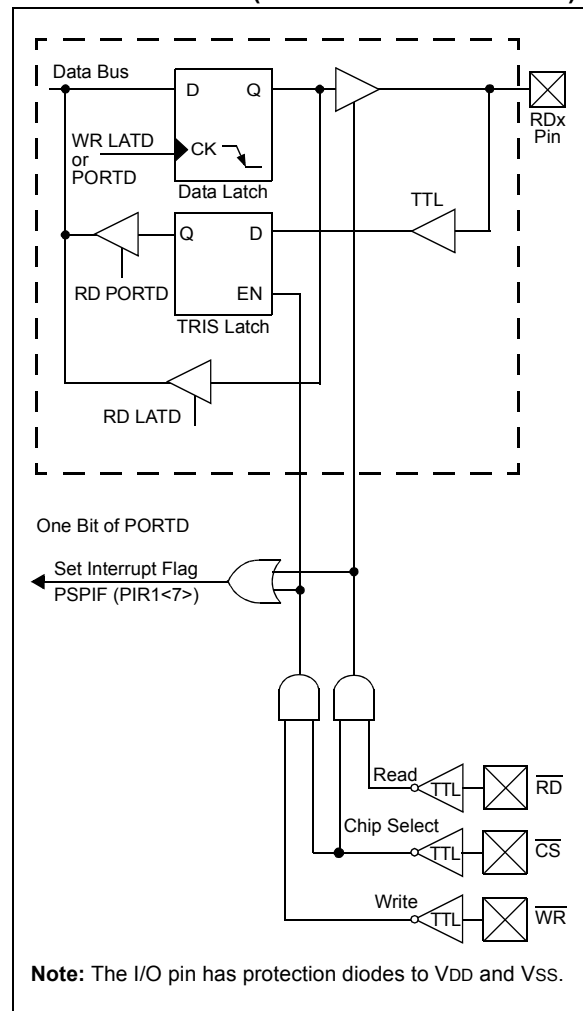 Data Bus
D Q
WR LATD
or
PORTD
CK
Data Latch
RDx
Pin
TTL
Q D
RD PORTD
EN
TRIS Latch
RD LATD
One Bit of PORTD
Set Interrupt Flag
PSPIF (PIR1<7>)
Read
TTL
RD
Chip Select
TTL
CS
Write
TTL
WR
Note: The I/O pin has protection diodes to VDD and VSS.